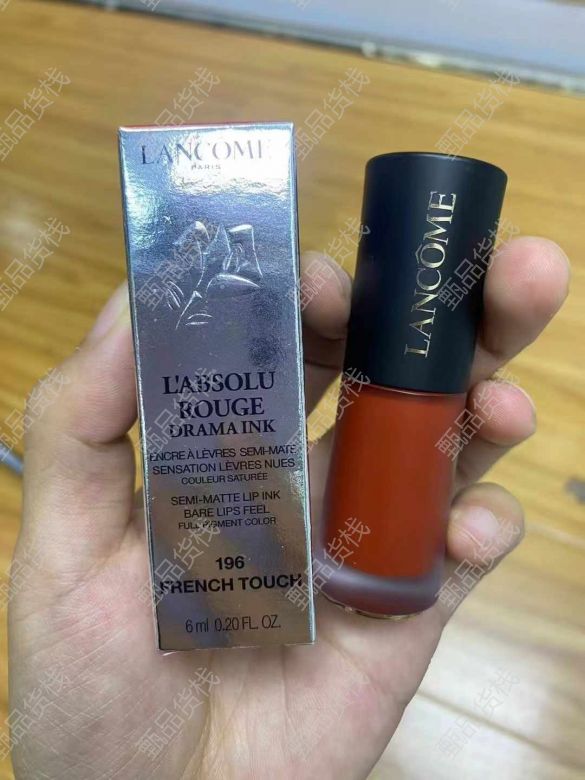 LANCOME
PARIS
L'ABSOLU
ROUGE
DRAMA INK
ENCRE À LÈVRES SEMI-MATE
SENSATION LÈVRES NUES
COULEUR SATURÉE
SEMI-MATTE LIP INK
BARE LIPS FEEL
FULL PIGMENT COLOR
196
FRENCH TOUCH
6 ml 0.20 FL. OZ.
LANCÔME
甄品货栈